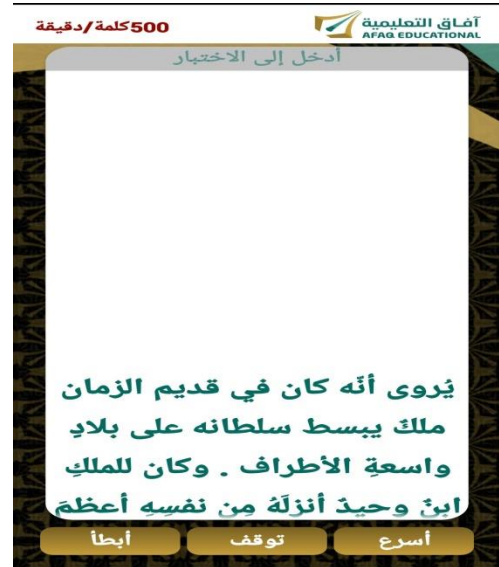 آفاق التعليمية
AFAQ EDUCATIONAL
500كلمة/دقيقة
أدخل إلى الاختبار
يُروى أنّه كان في قديم الزمان
ملكٌ يبسط سلطانه على بلادِ
واسعةِ الأطراف . وكان للملكِ
ابنٌ وحيدٌ أنزلَهُ مِن نفسِهِ أعظمَ
أسرع
توقف
أبطأ